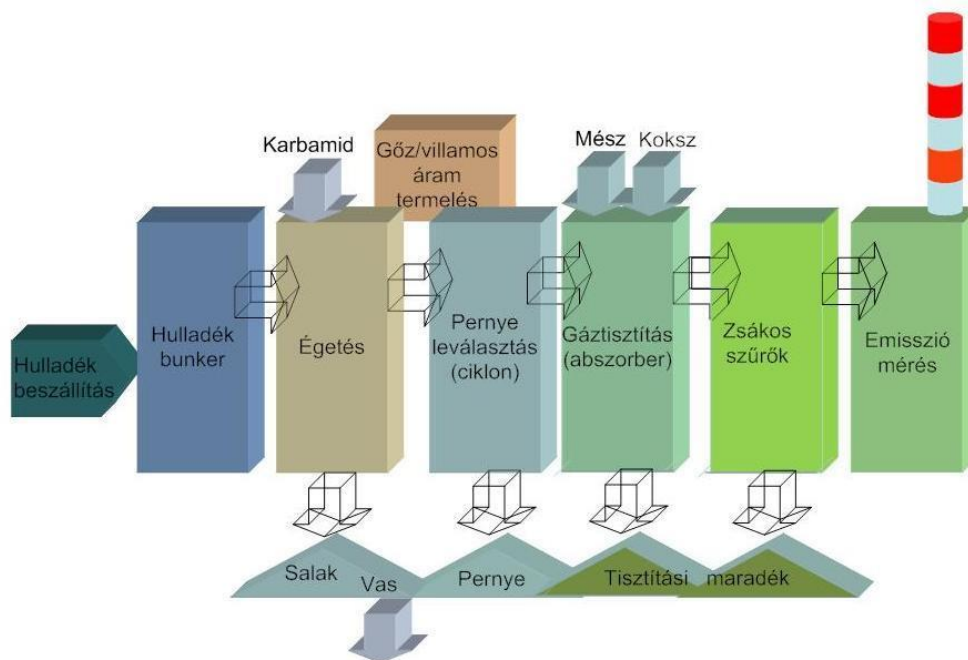 Karbamid
Gőz/villamos
áram
termelés
Mész
Koksz
Hulladék
beszállítás
Hulladék
bunker
Égetés
Pernye
leválasztás
(ciklon)
Gáztisztítás
(abszorber)
Zsákos
szűrők
Emisszió
mérés
Salak
Vas
Pernye
Tisztítási maradék